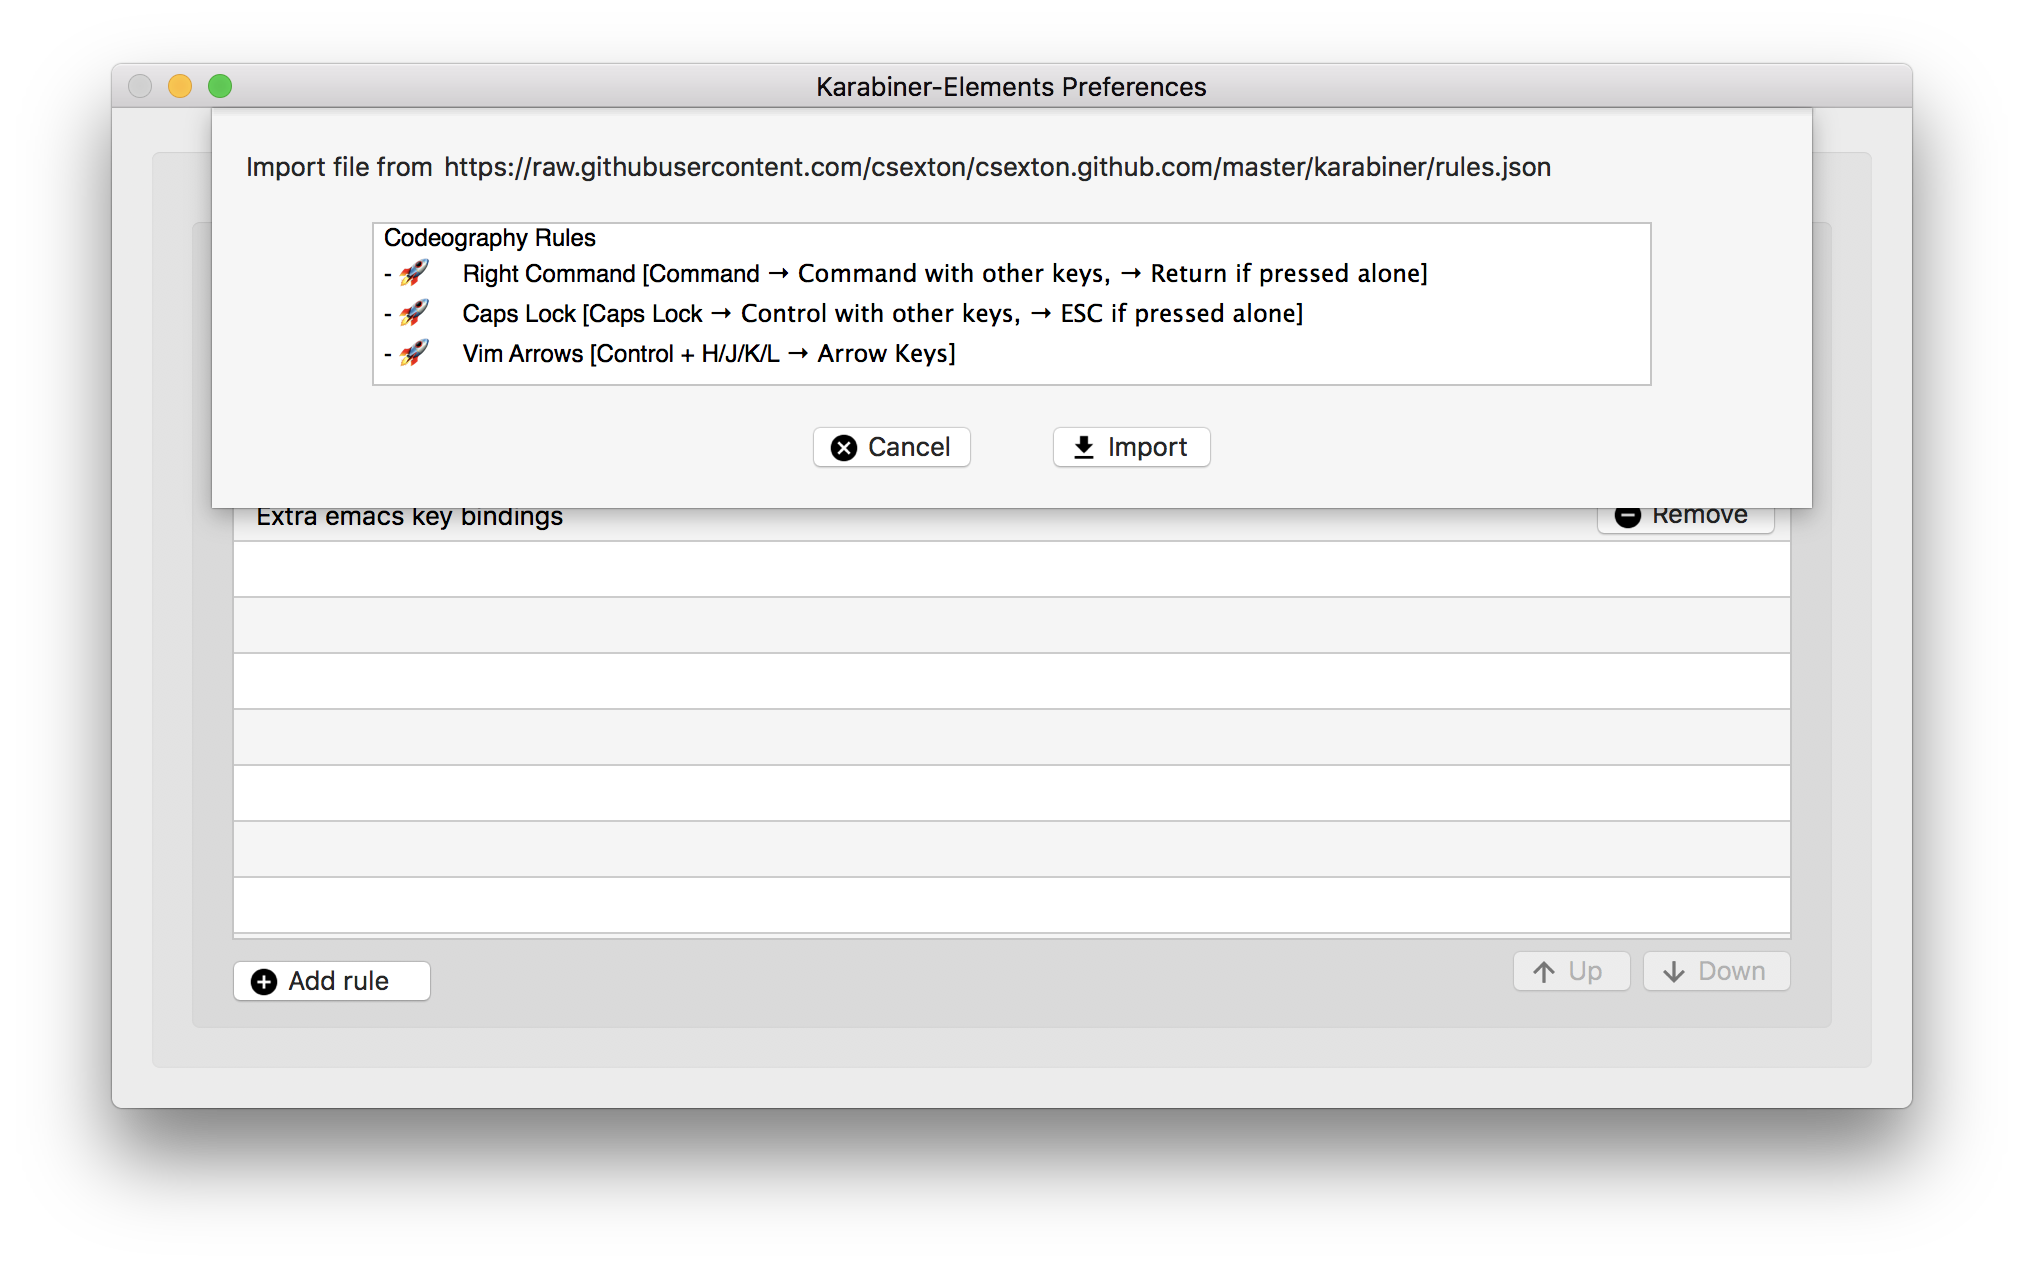 Karabiner-Elements Preferences
Import file from https://raw.githubusercontent.com/csexton/csexton.github.com/master/karabiner/rules.json
Codeography Rules
- 🚀 Right Command [Command → Command with other keys, → Return if pressed alone]
- 🚀 Caps Lock [Caps Lock → Control with other keys, → ESC if pressed alone]
- 🚀 Vim Arrows [Control + H/J/K/L → Arrow Keys]
Cancel Import
Extra emacs key bindings Remove
Add rule Up Down